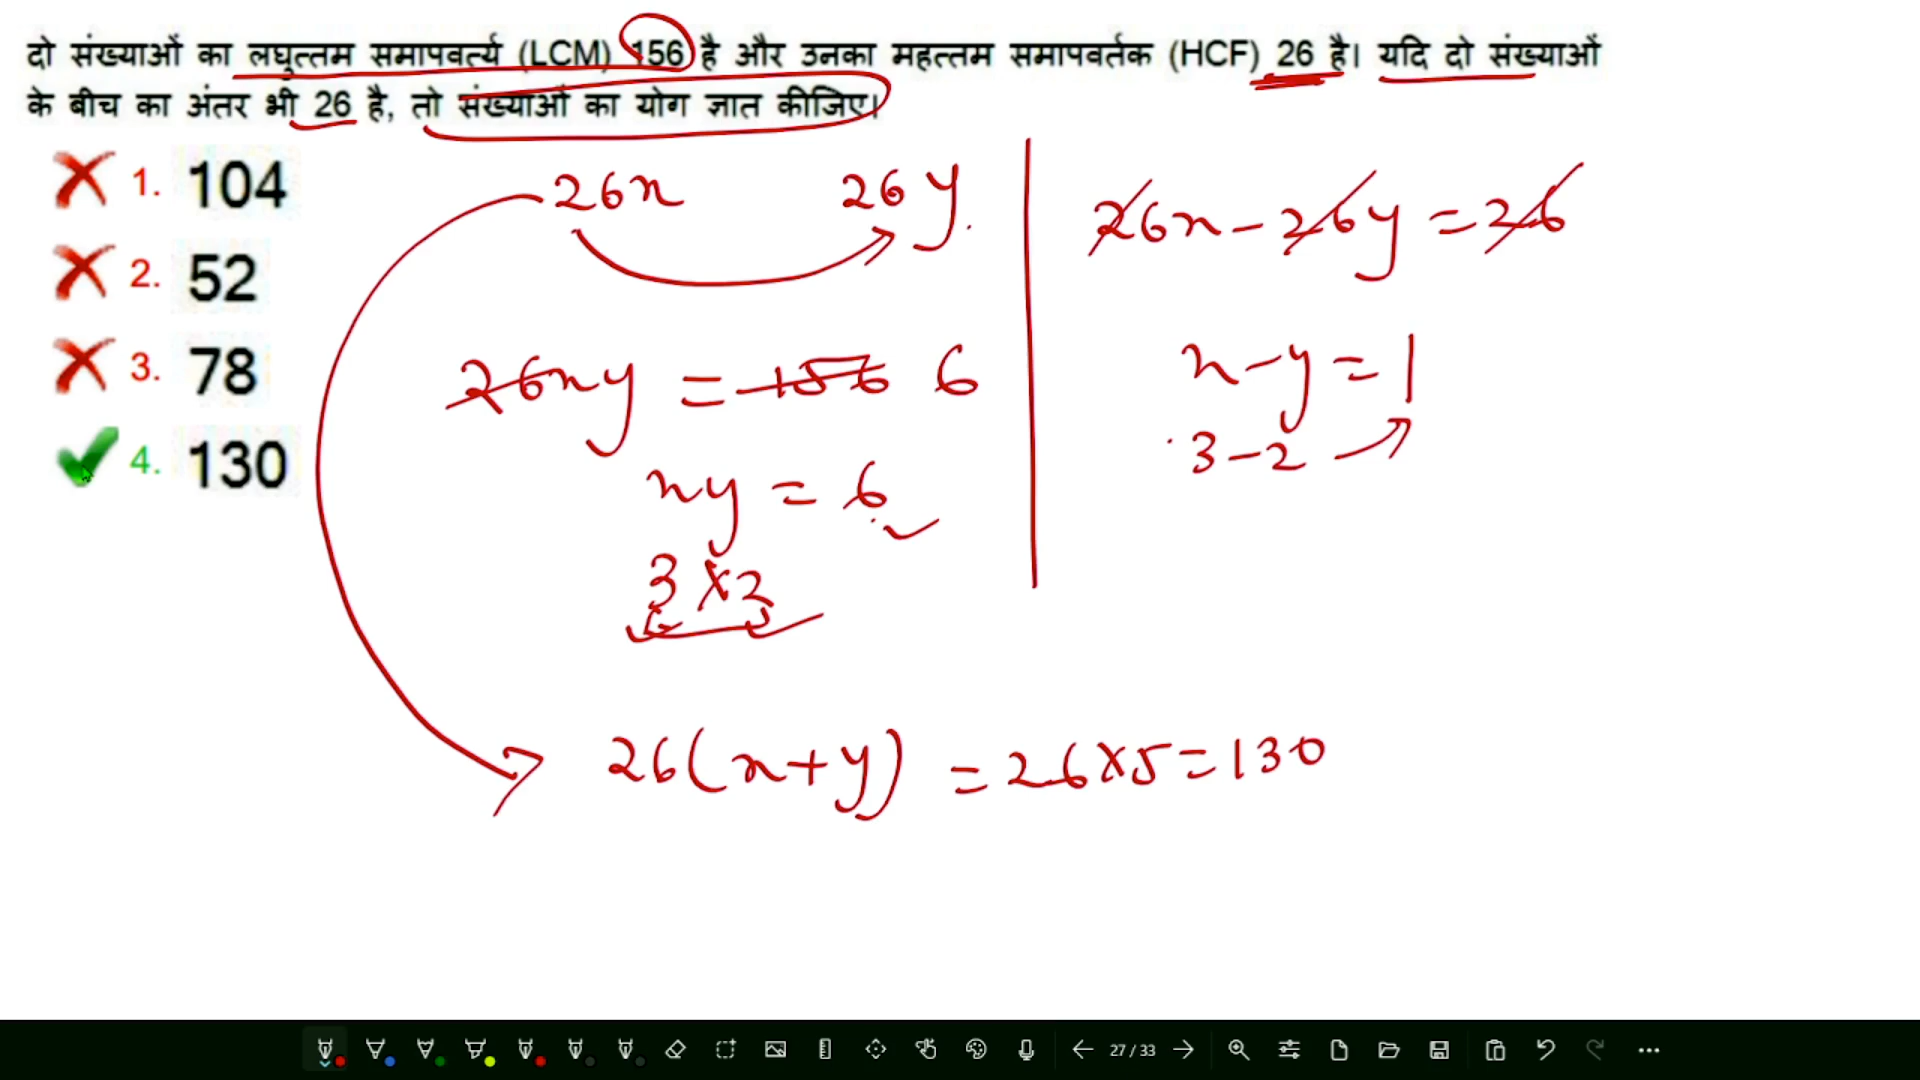 दो संख्याओं का लघुत्तम समापवर्त्य (LCM) 156 है और उनका महत्तम समापवर्तक (HCF) 26 है। यदि दो संख्याओं
के बीच का अंतर भी 26 है, तो संख्याओं का योग ज्ञात कीजिए।
1. 104
2. 52
3. 78
4. 130
26x 26y
26xy = 156 6
xy = 6
3 × 2
26x - 26y = 26
x - y = 1
3 - 2
26(x+y) = 26×5 = 130
27 / 33